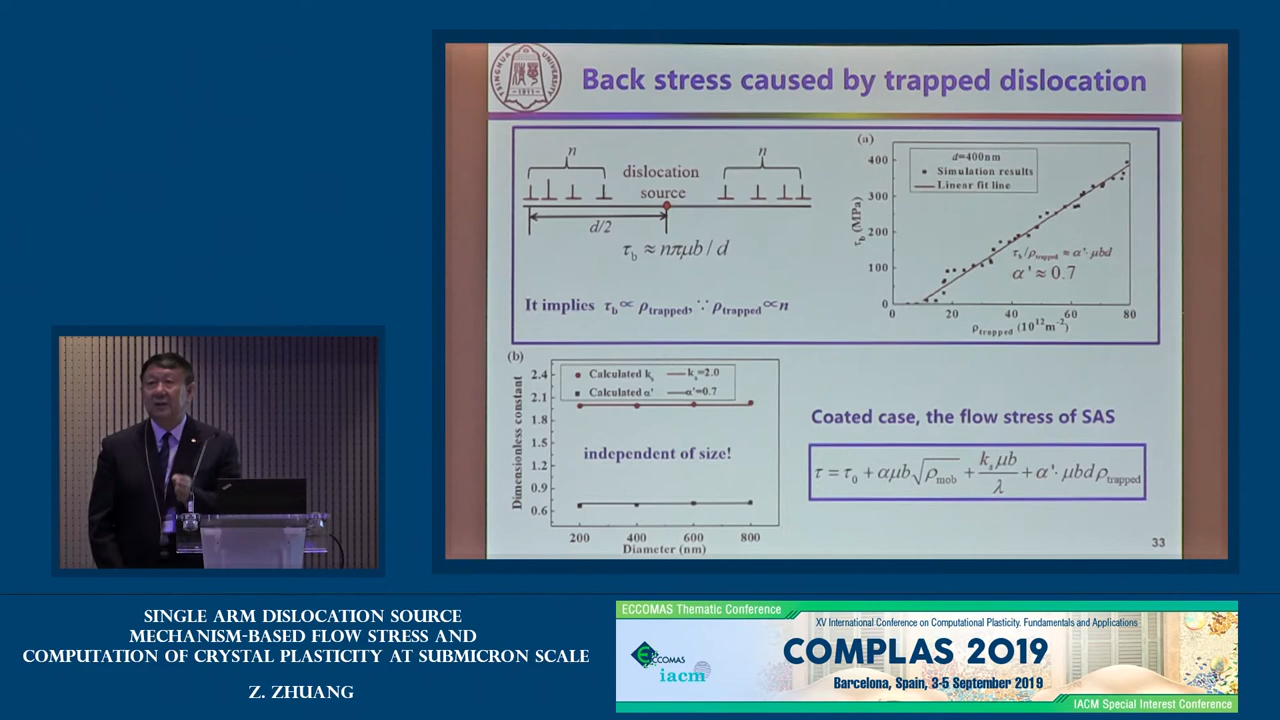 TSINGHUA UNIVERSITY
1911
Back stress caused by trapped dislocation
n
dislocation
source
n
d/2
τb ≈ nπμb / d
It implies τb ∝ ρtrapped, ∵ ρtrapped ∝ n
(a)
d=400nm
Simulation results
Linear fit line
τb (MPa)
400
300
200
100
0
τb/ρtrapped ≈ α'· μbd
α' ≈ 0.7
0 20 40 60 80
ρtrapped (10^12 m^-2)
(b)
Calculated ks ks=2.0
Calculated α' α'=0.7
Dimensionless constant
2.4
2.1
1.8
1.5
1.2
0.9
0.6
independent of size!
200 400 600 800
Diameter (nm)
Coated case, the flow stress of SAS
τ = τ0 + αμb√ρmob + ksμb/λ + α'· μbdρtrapped
33
SINGLE ARM DISLOCATION SOURCE
MECHANISM-BASED FLOW STRESS AND
COMPUTATION OF CRYSTAL PLASTICITY AT SUBMICRON SCALE
Z. ZHUANG
ECCOMAS Thematic Conference
XV International Conference on Computational Plasticity. Fundamentals and Applications
ECCOMAS
iacm
COMPLAS 2019
Barcelona, Spain, 3-5 September 2019
IACM Special Interest Conference